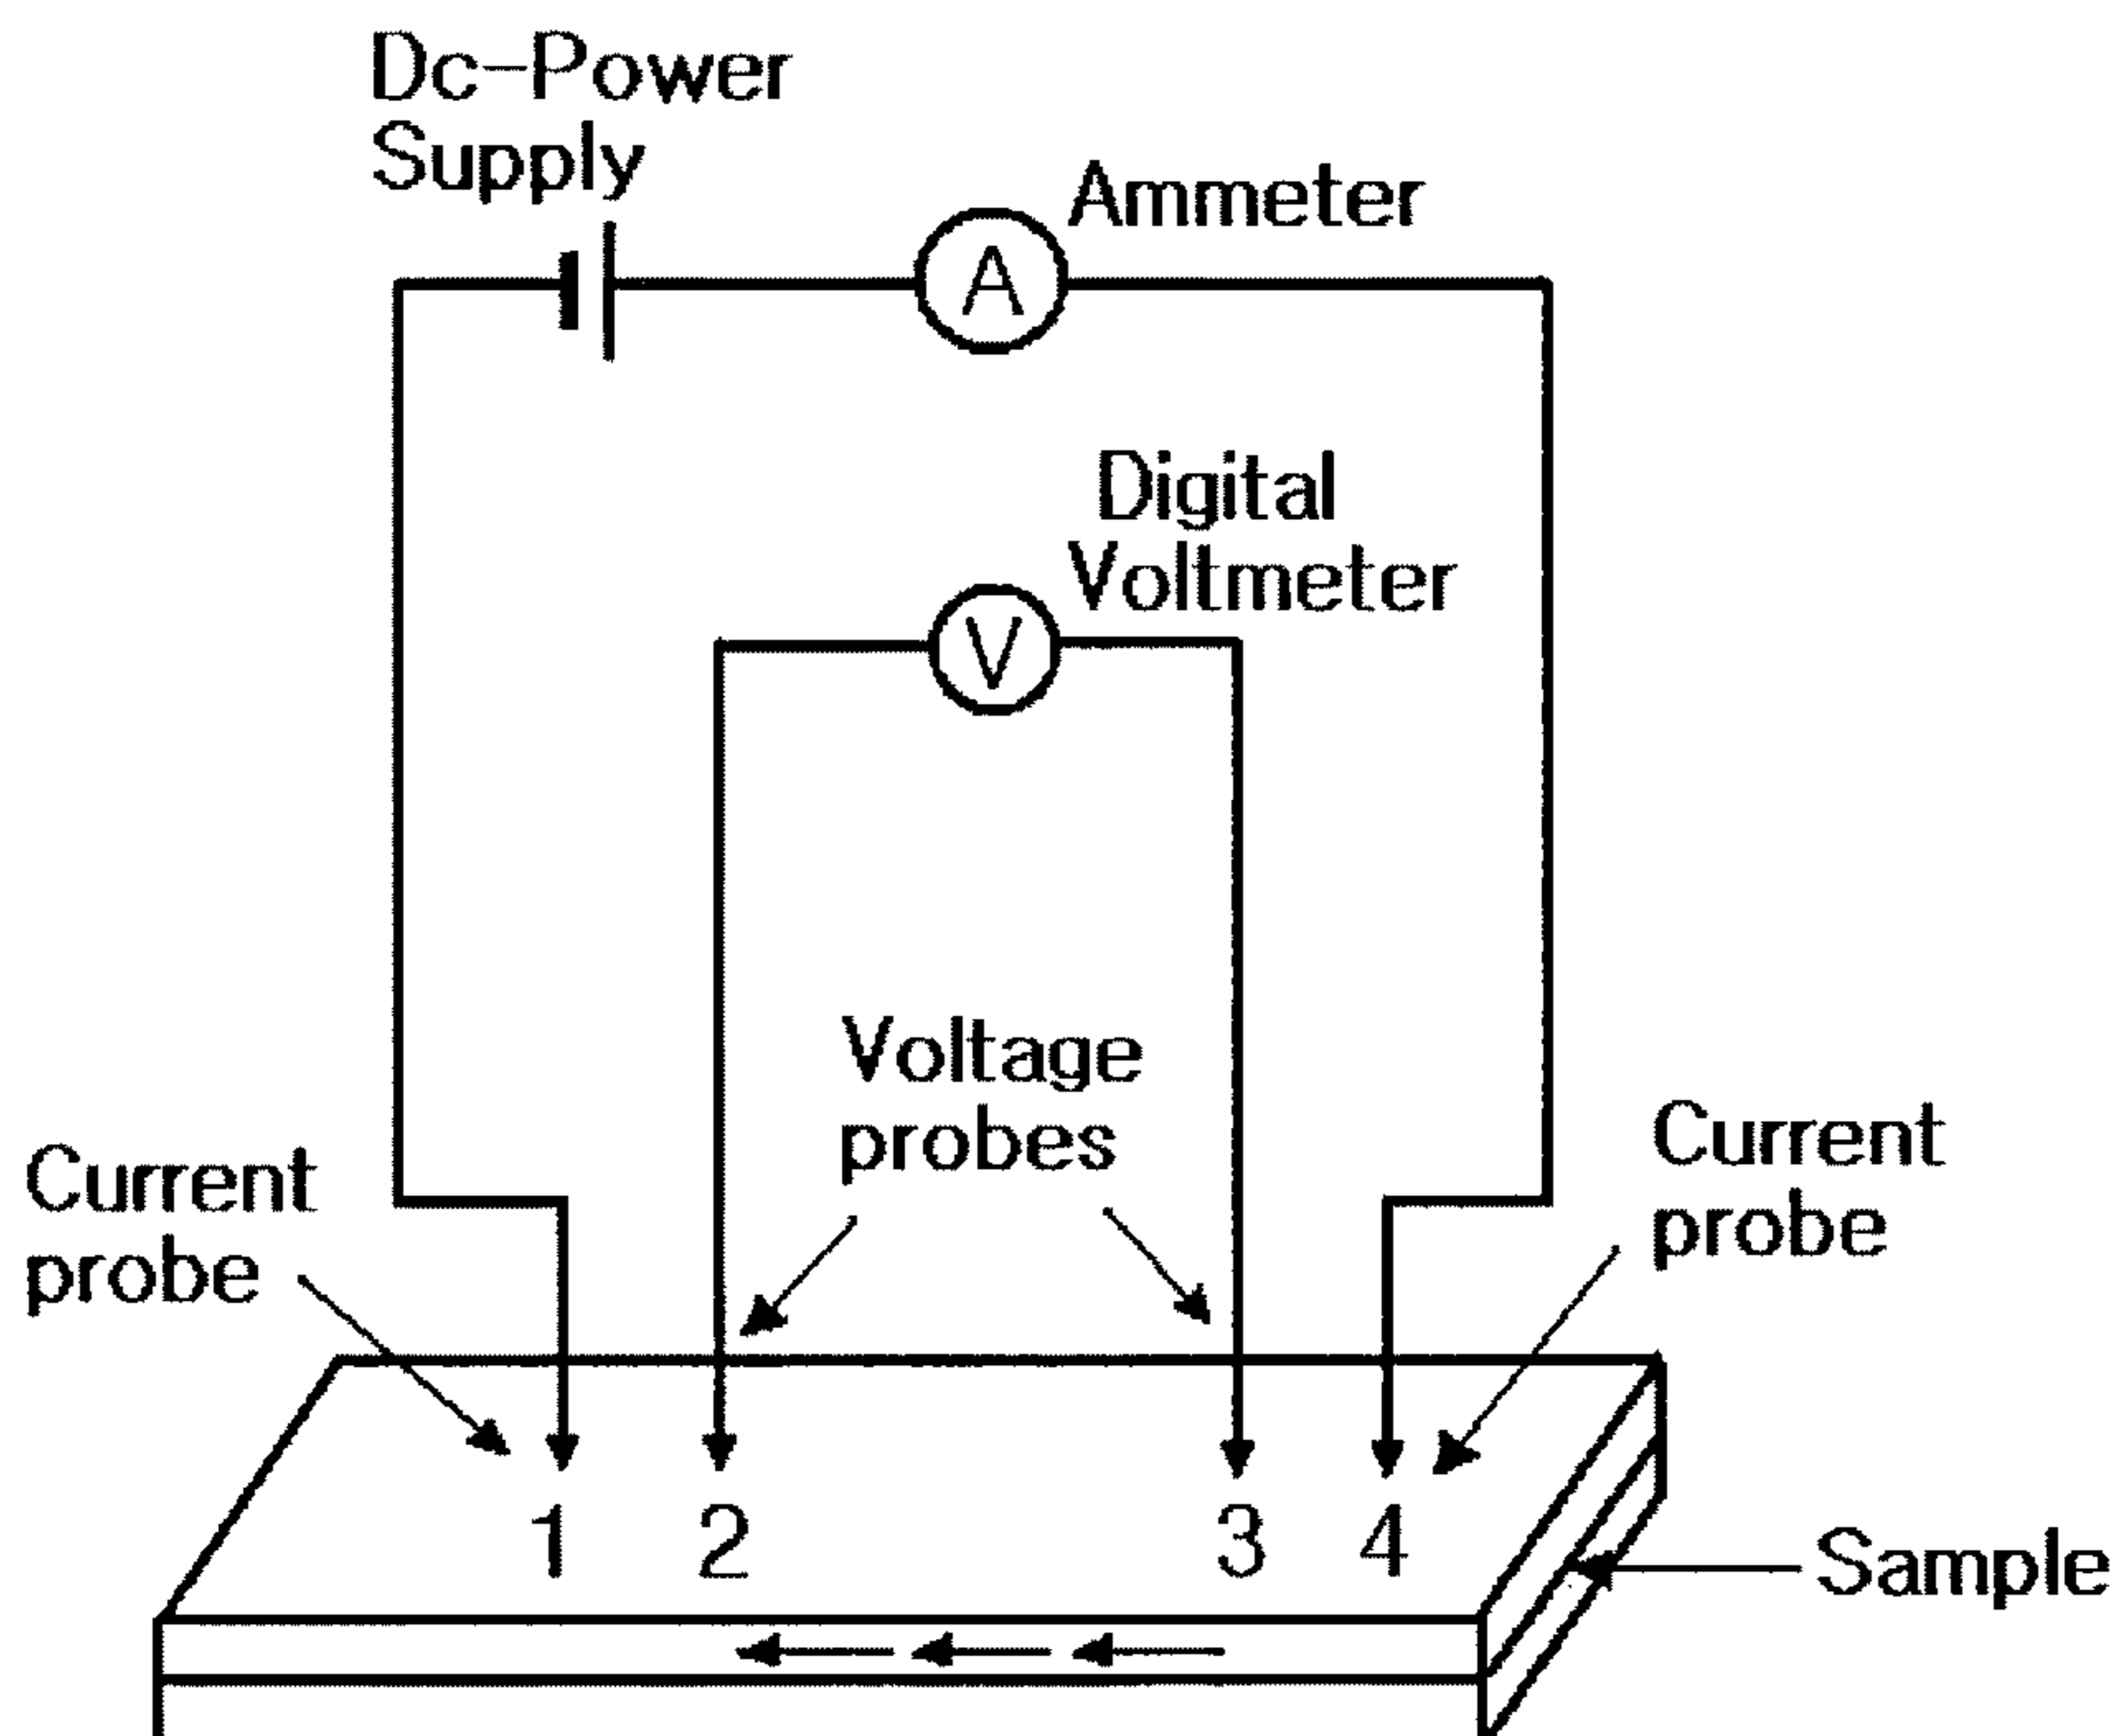 Dc-Power
Supply
Ammeter
A
Digital
Voltmeter
V
Voltage
probes
Current
probe
Current
probe
1 2 3 4
Sample